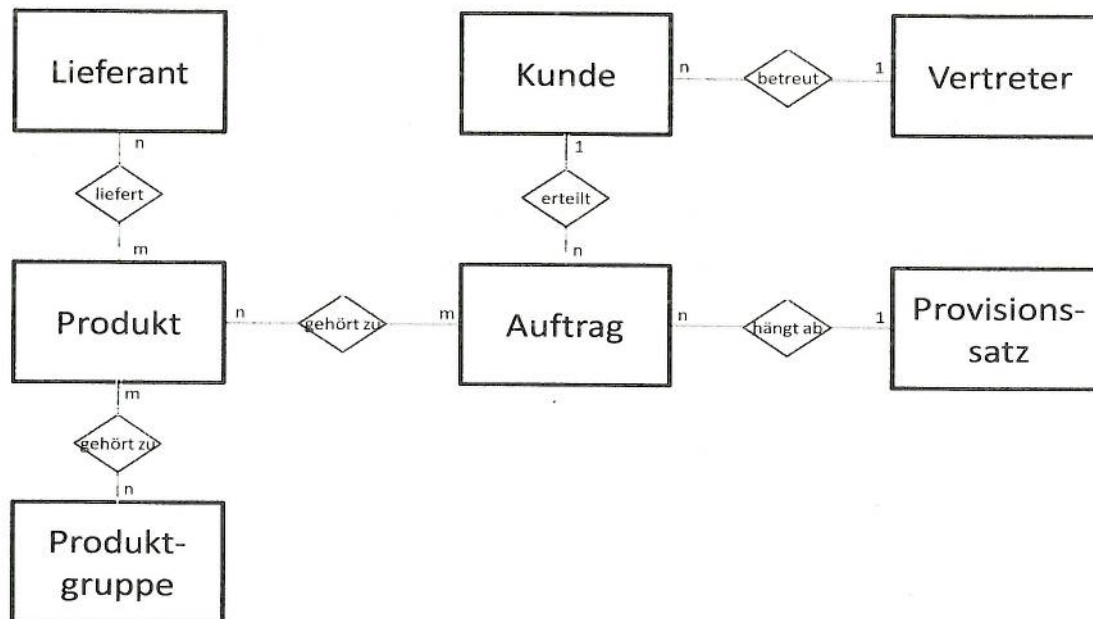 Lieferant
Kunde
n
betreut
1
Vertreter
n
liefert
m
1
erteilt
n
Produkt
n
gehört zu
m
Auftrag
n
hängt ab
1
Provisions-
satz
m
gehört zu
n
Produkt-
gruppe